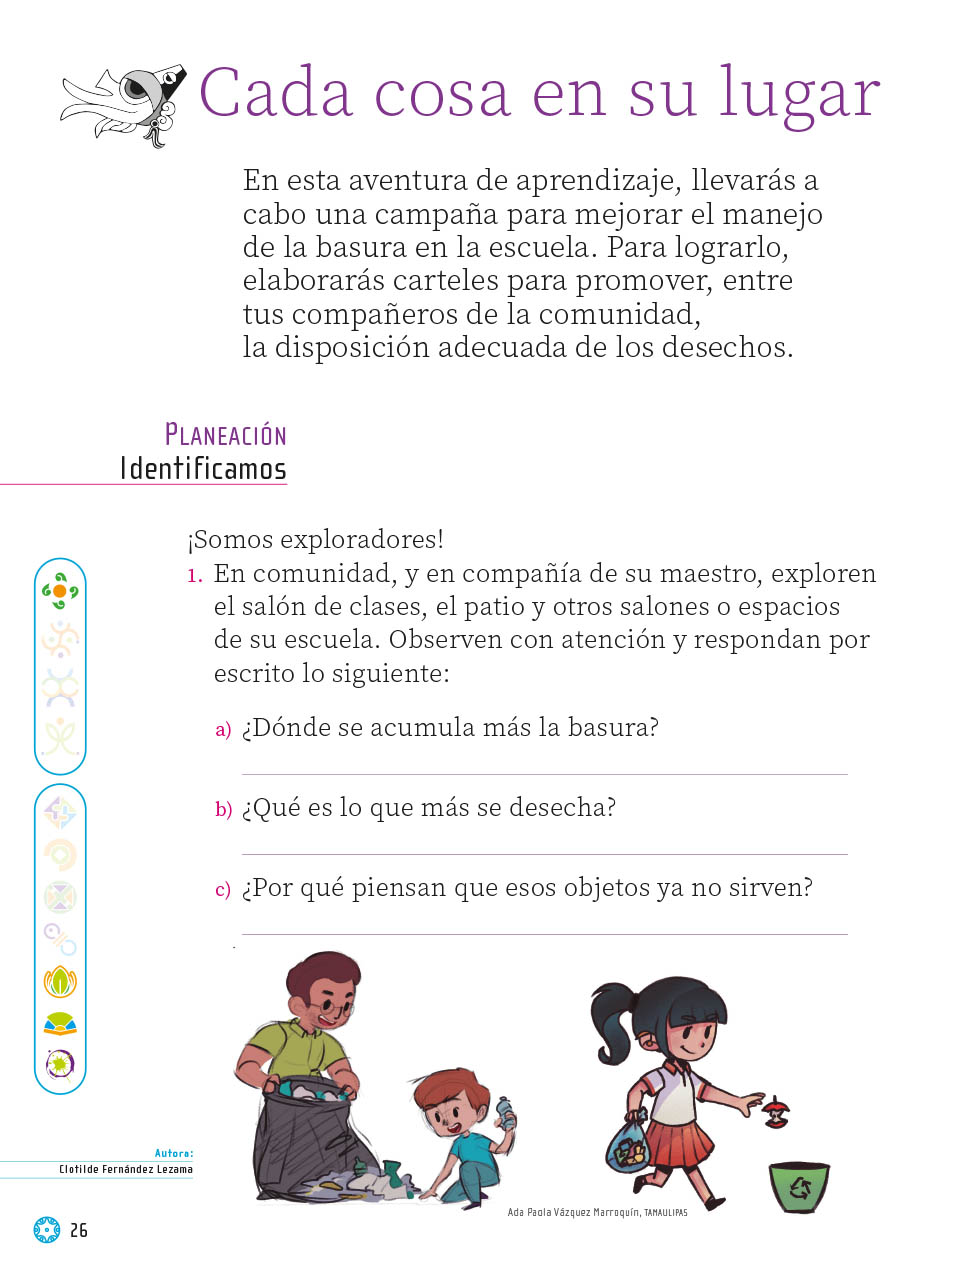 Cada cosa en su lugar
En esta aventura de aprendizaje, llevarás a
cabo una campaña para mejorar el manejo
de la basura en la escuela. Para lograrlo,
elaborarás carteles para promover, entre
tus compañeros de la comunidad,
la disposición adecuada de los desechos.
PLANEACIÓN
Identificamos
¡Somos exploradores!
1. En comunidad, y en compañía de su maestro, exploren
el salón de clases, el patio y otros salones o espacios
de su escuela. Observen con atención y respondan por
escrito lo siguiente:
a) ¿Dónde se acumula más la basura?
b) ¿Qué es lo que más se desecha?
c) ¿Por qué piensan que esos objetos ya no sirven?
Autora:
Clotilde Fernández Lezama
Ada Paola Vázquez Marroquín, TAMAULIPAS
26